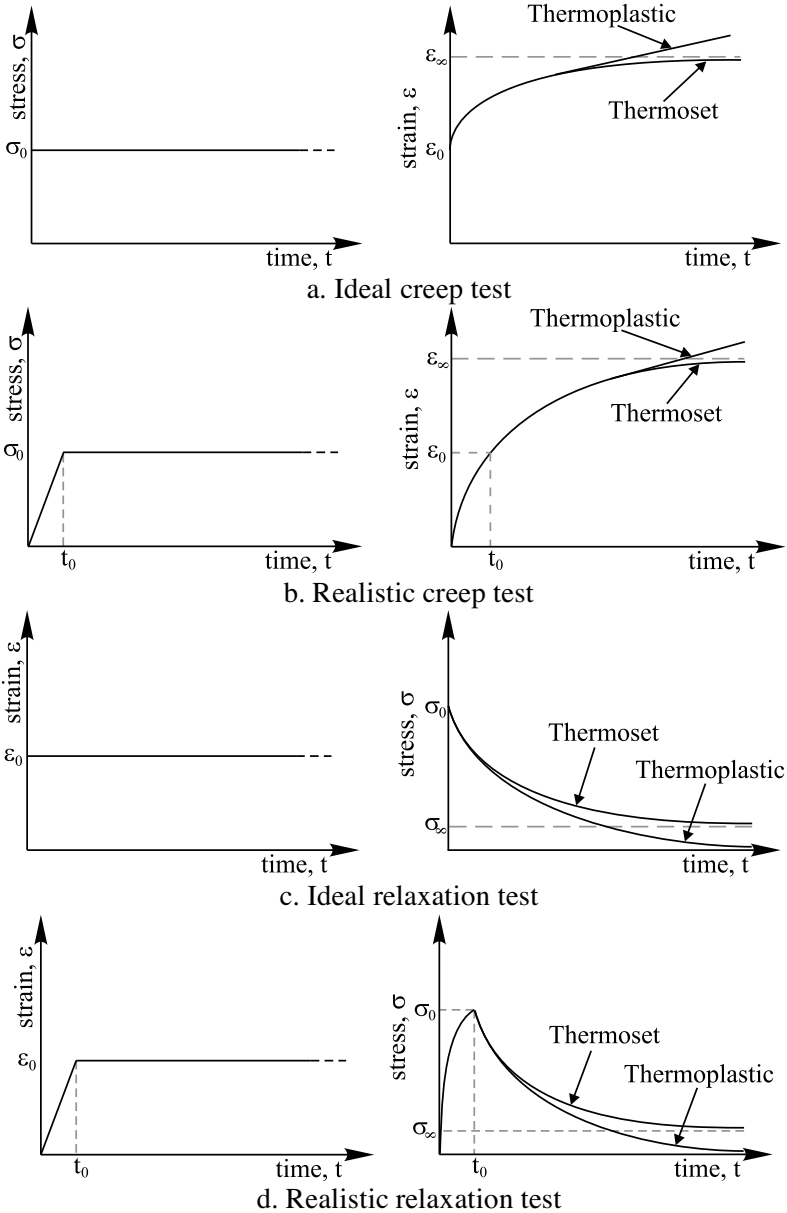 stress, σ
σ₀
time, t
Thermoplastic
ε∞
Thermoset
strain, ε
ε₀
time, t
a. Ideal creep test
stress, σ
σ₀
t₀
time, t
Thermoplastic
ε∞
Thermoset
strain, ε
ε₀
t₀
time, t
b. Realistic creep test
strain, ε
ε₀
time, t
stress, σ
σ₀
Thermoset
Thermoplastic
σ∞
time, t
c. Ideal relaxation test
strain, ε
ε₀
t₀
time, t
stress, σ
σ₀
Thermoset
Thermoplastic
σ∞
t₀
time, t
d. Realistic relaxation test